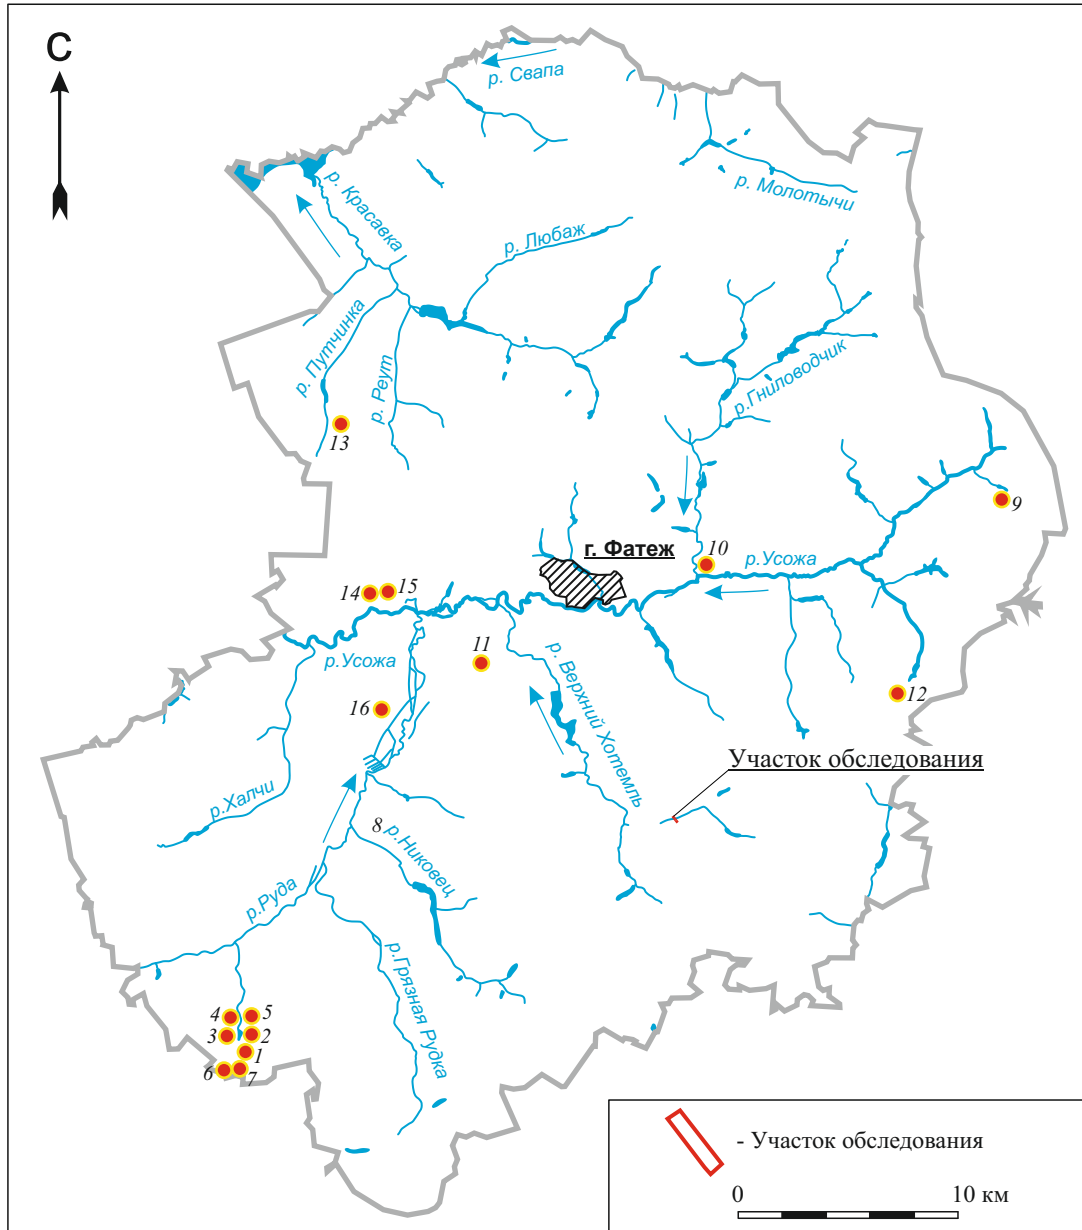 С
р. Свапа
р. Молотычи
р. Красавка
р. Любаж
р. Путчинка
р. Реут
р.Гниловодчик
13
9
г. Фатеж
10
р.Усожа
14
15
11
р.Усожа
12
16
р. Верхний Хотемль
Участок обследования
р.Халчи
8
р.Никовец
р.Руда
р.Грязная Рудка
4
5
3
2
1
6
7
- Участок обследования
0
10 км